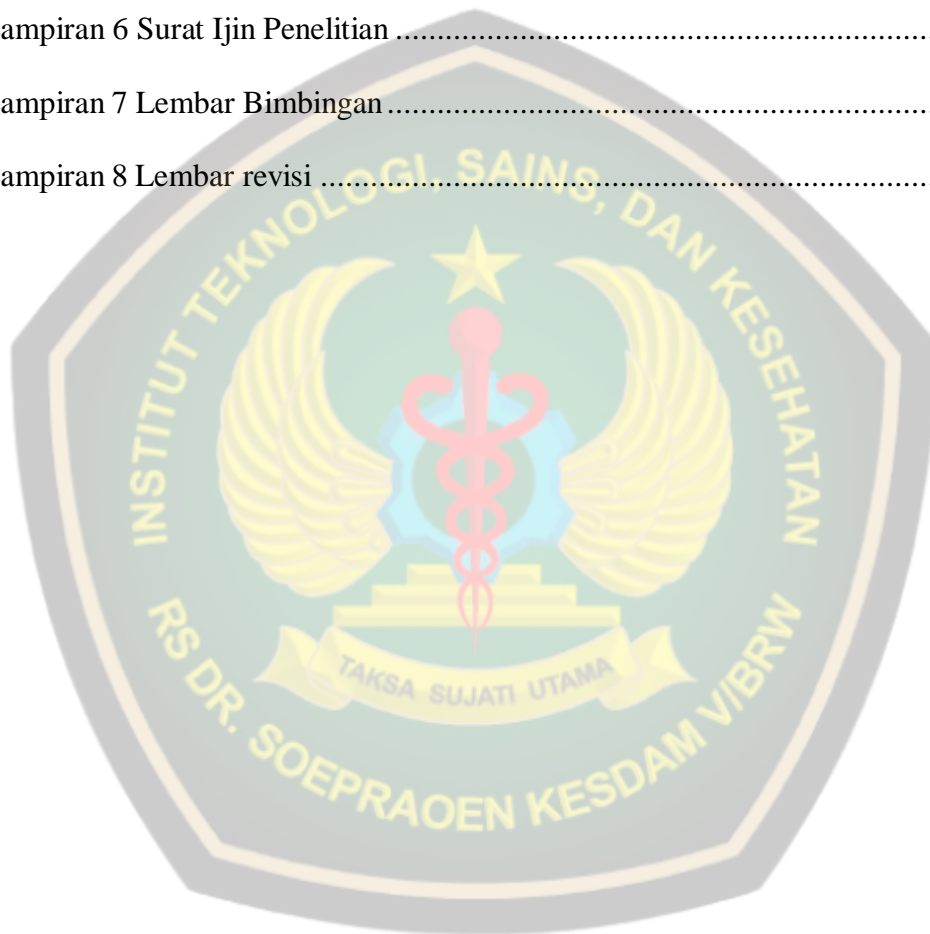 ampiran 6 Surat Ijin Penelitian ........................................................................
ampiran 7 Lembar Bimbingan ........................................................................
ampiran 8 Lembar revisi ................................................................................
INSTITUT TEKNOLOGI, SAINS, DAN KESEHATAN
TAKSA SUJATI UTAMA
RS DR. SOEPRAOEN KESDAM V/BRW